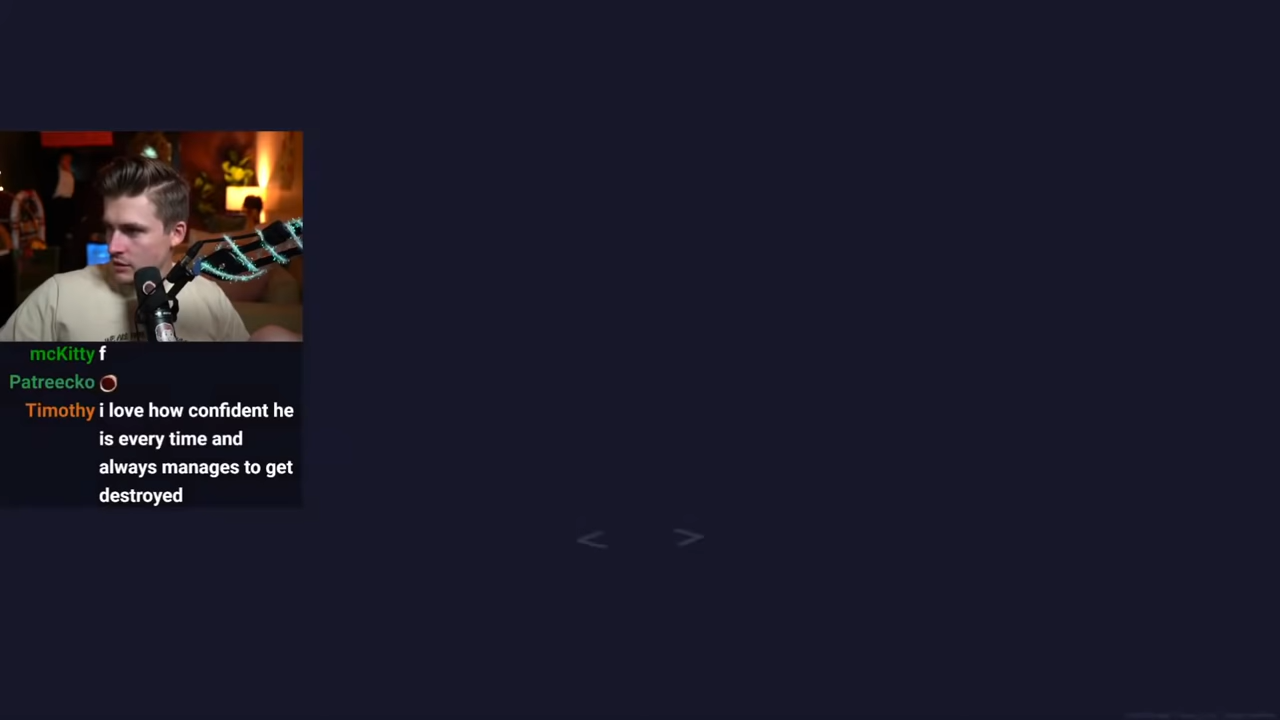 mcKitty f
Patreecko
Timothy i love how confident he
is every time and
always manages to get
destroyed
< >